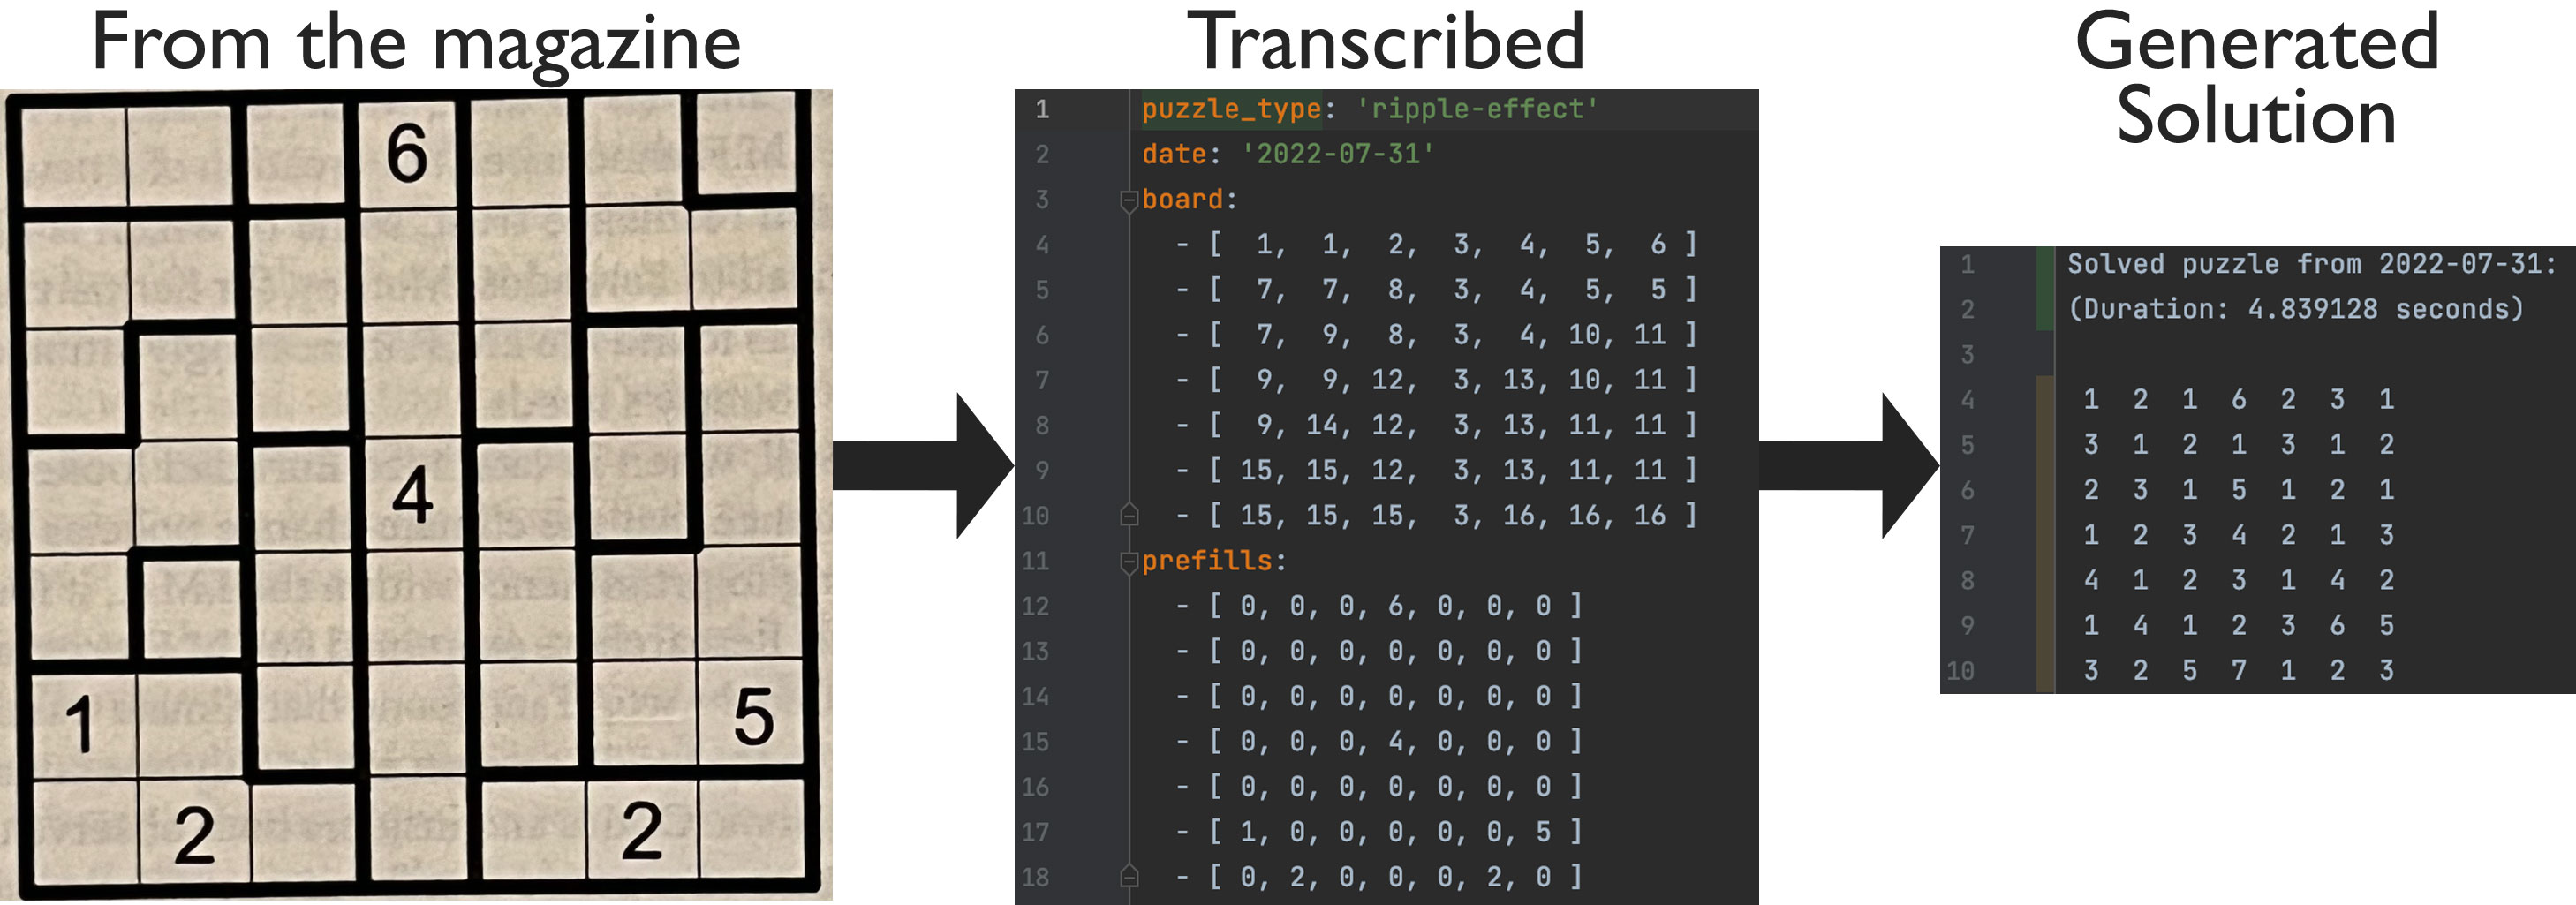 From the magazine
6
4
1 5
2 2
Transcribed
1 puzzle_type: 'ripple-effect'
2 date: '2022-07-31'
3 board:
4 - [ 1, 1, 2, 3, 4, 5, 6 ]
5 - [ 7, 7, 8, 3, 4, 5, 5 ]
6 - [ 7, 9, 8, 3, 4, 10, 11 ]
7 - [ 9, 9, 12, 3, 13, 10, 11 ]
8 - [ 9, 14, 12, 3, 13, 11, 11 ]
9 - [ 15, 15, 12, 3, 13, 11, 11 ]
10 - [ 15, 15, 15, 3, 16, 16, 16 ]
11 prefills:
12 - [ 0, 0, 0, 6, 0, 0, 0 ]
13 - [ 0, 0, 0, 0, 0, 0, 0 ]
14 - [ 0, 0, 0, 0, 0, 0, 0 ]
15 - [ 0, 0, 0, 4, 0, 0, 0 ]
16 - [ 0, 0, 0, 0, 0, 0, 0 ]
17 - [ 1, 0, 0, 0, 0, 0, 5 ]
18 - [ 0, 2, 0, 0, 0, 2, 0 ]
Generated
Solution
1 Solved puzzle from 2022-07-31:
2 (Duration: 4.839128 seconds)
3
4 1 2 1 6 2 3 1
5 3 1 2 1 3 1 2
6 2 3 1 5 1 2 1
7 1 2 3 4 2 1 3
8 4 1 2 3 1 4 2
9 1 4 1 2 3 6 5
10 3 2 5 7 1 2 3